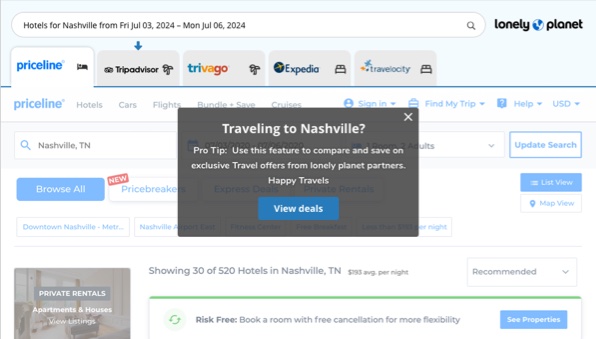 Hotels for Nashville from Fri Jul 03, 2024 – Mon Jul 06, 2024
lonely planet
priceline
Tripadvisor
trivago
Expedia
travelocity
priceline
Hotels Cars Flights Bundle + Save Cruises
Sign in Find My Trip Help USD
Traveling to Nashville?
Pro Tip: Use this feature to compare and save on
exclusive Travel offers from lonely planet partners.
Happy Travels
View deals
Nashville, TN
Adults
Update Search
Browse All
NEW
Pricebreakers
Express Deals
Private Rentals
List View
Map View
Downtown Nashville - Metr...
Nashville Airport East
per night
Showing 30 of 520 Hotels in Nashville, TN $193 avg. per night
Recommended
PRIVATE RENTALS
Apartments & Houses
View Listings
Risk Free: Book a room with free cancellation for more flexibility
See Properties